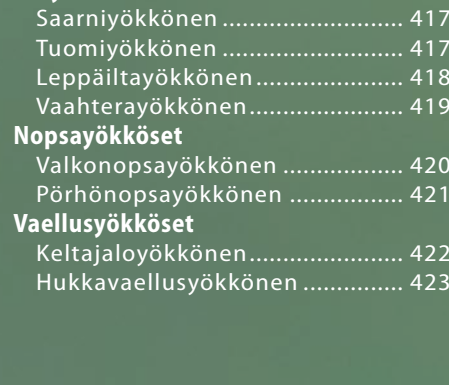 Saarniyökkönen ............................ 417
Tuomiyökkönen ............................ 417
Leppäiltayökkönen ....................... 418
Vaahterayökkönen ........................ 419
Nopsayökköset
Valkonopsayökkönen .................. 420
Pörhönopsayökkönen ................. 421
Vaellusyökköset
Keltajaloyökkönen ........................ 422
Hukkavaellusyökkönen ............... 423